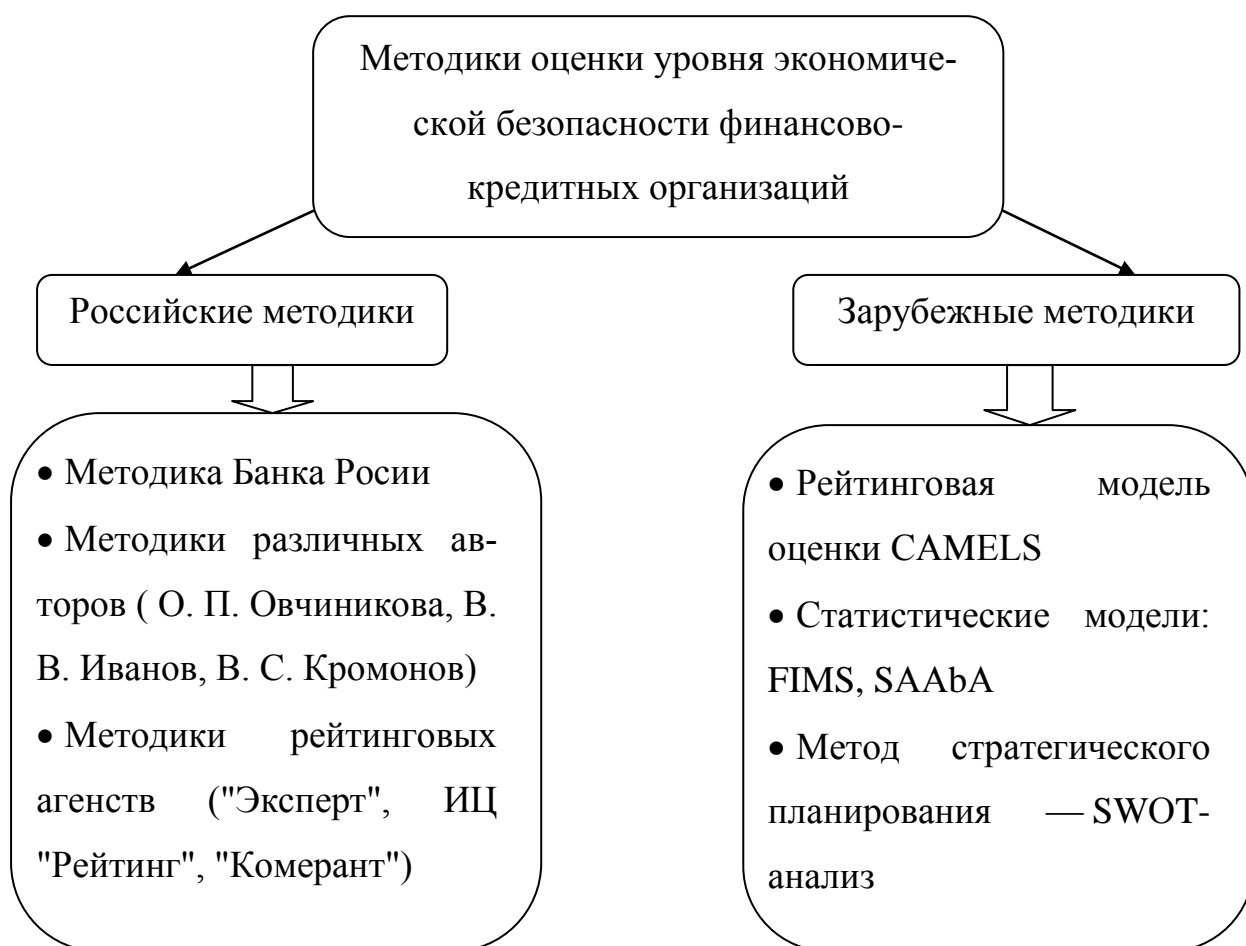 Методики оценки уровня экономиче-
ской безопасности финансово-
кредитных организаций
Российские методики
Зарубежные методики
• Методика Банка Росии
• Методики различных ав-
торов ( О. П. Овчиникова, В.
В. Иванов, В. С. Кромонов)
• Методики рейтинговых
агенств ("Эксперт", ИЦ
"Рейтинг", "Комерант")
• Рейтинговая модель
оценки CAMELS
• Статистические модели:
FIMS, SAAbA
• Метод стратегического
планирования — SWOT-
анализ